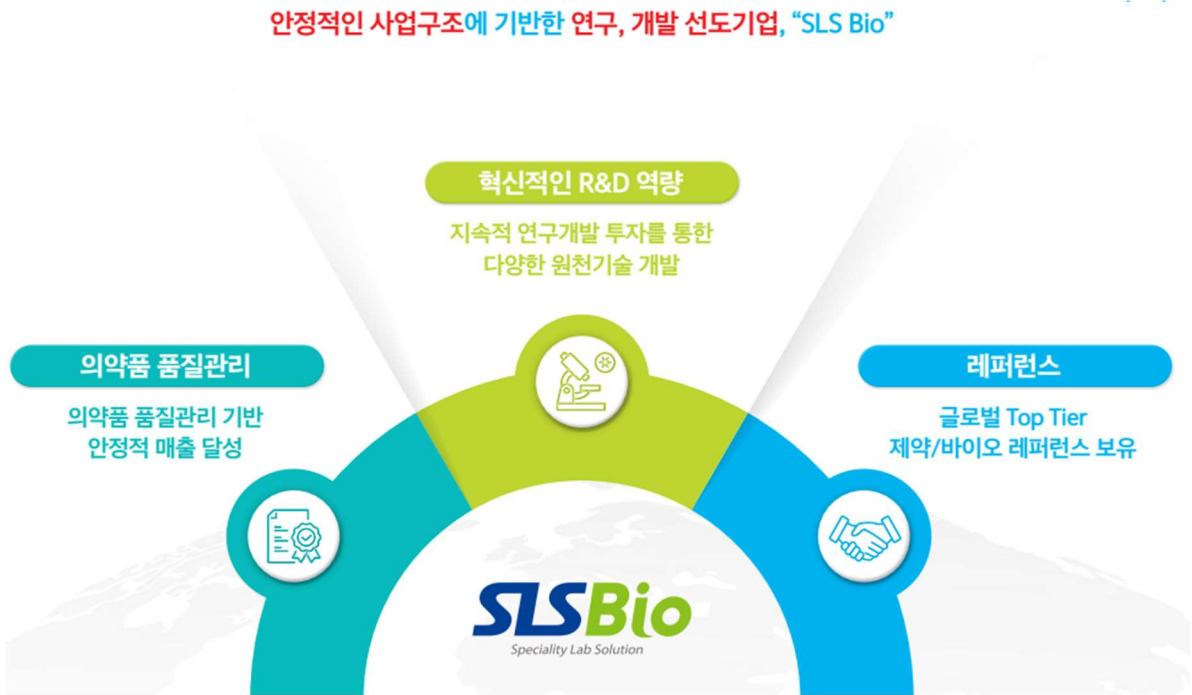 안정적인 사업구조에 기반한 연구, 개발 선도기업, “SLS Bio”
혁신적인 R&D 역량
지속적 연구개발 투자를 통한
다양한 원천기술 개발
의약품 품질관리
의약품 품질관리 기반
안정적 매출 달성
레퍼런스
글로벌 Top Tier
제약/바이오 레퍼런스 보유
SLSBio
Speciality Lab Solution